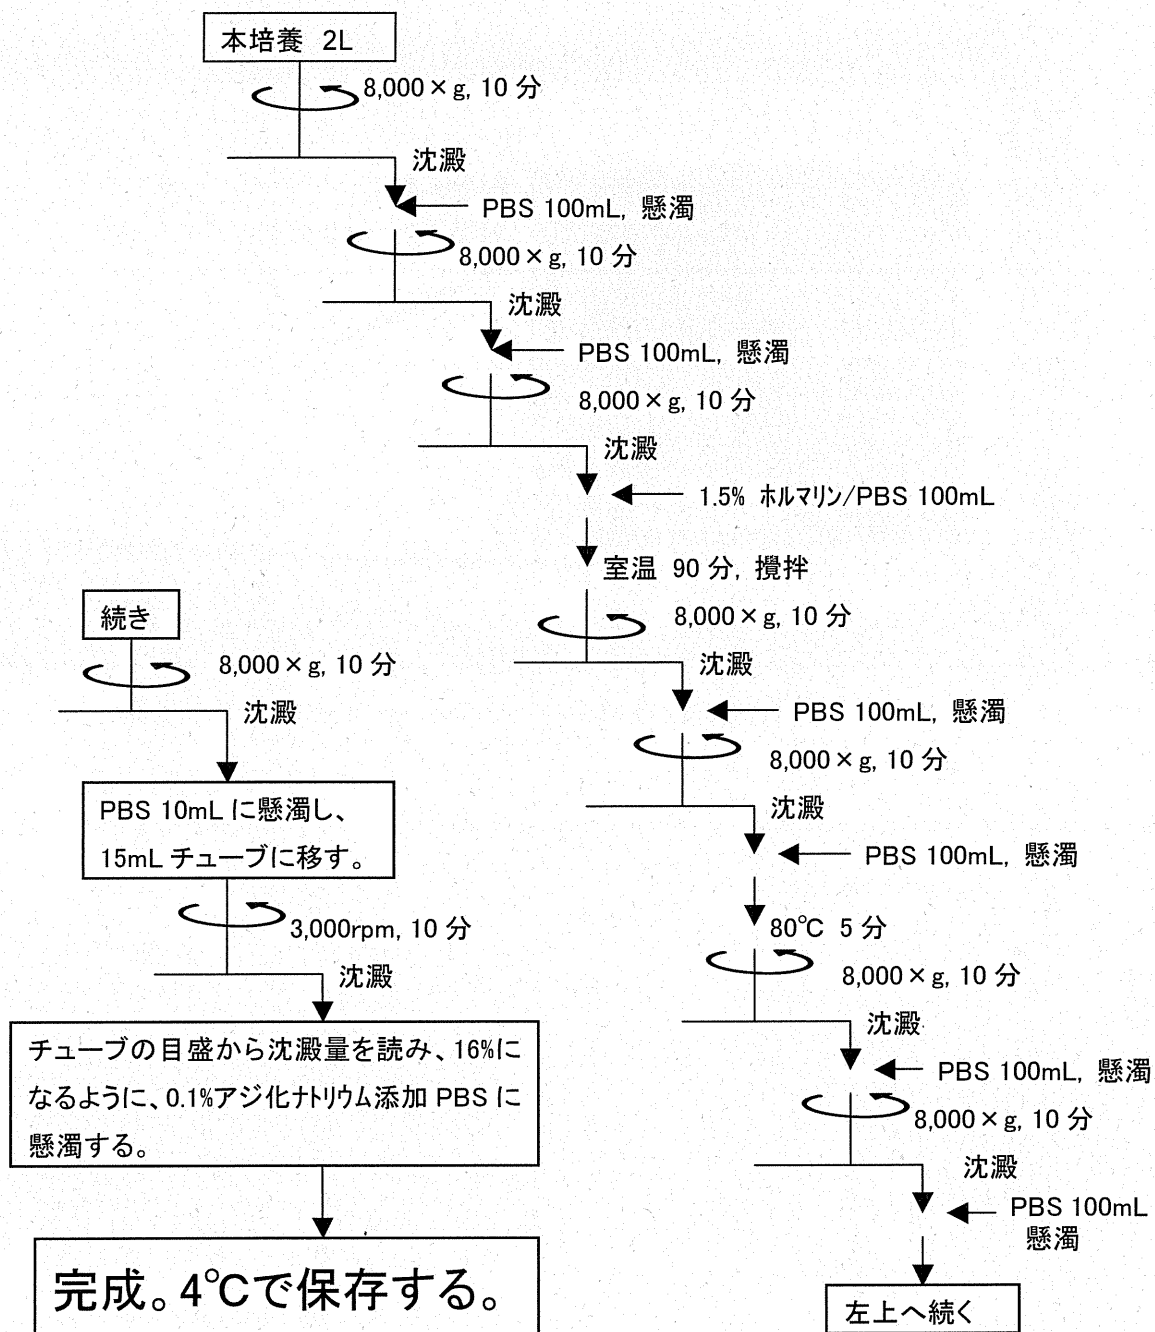 本培養 2L
8,000×g, 10 分
沈澱
PBS 100mL, 懸濁
8,000×g, 10 分
沈澱
PBS 100mL, 懸濁
8,000×g, 10 分
沈澱
1.5% ホルマリン/PBS 100mL
室温 90 分, 攪拌
8,000×g, 10 分
沈澱
PBS 100mL, 懸濁
8,000×g, 10 分
沈澱
PBS 100mL, 懸濁
80℃ 5 分
8,000×g, 10 分
沈澱
PBS 100mL, 懸濁
8,000×g, 10 分
沈澱
PBS 100mL
懸濁
左上へ続く
続き
8,000×g, 10 分
沈澱
PBS 10mL に懸濁し、
15mL チューブに移す。
3,000rpm, 10 分
沈澱
チューブの目盛から沈澱量を読み、16%に
なるように、0.1%アジ化ナトリウム添加 PBS に
懸濁する。
完成。4℃で保存する。